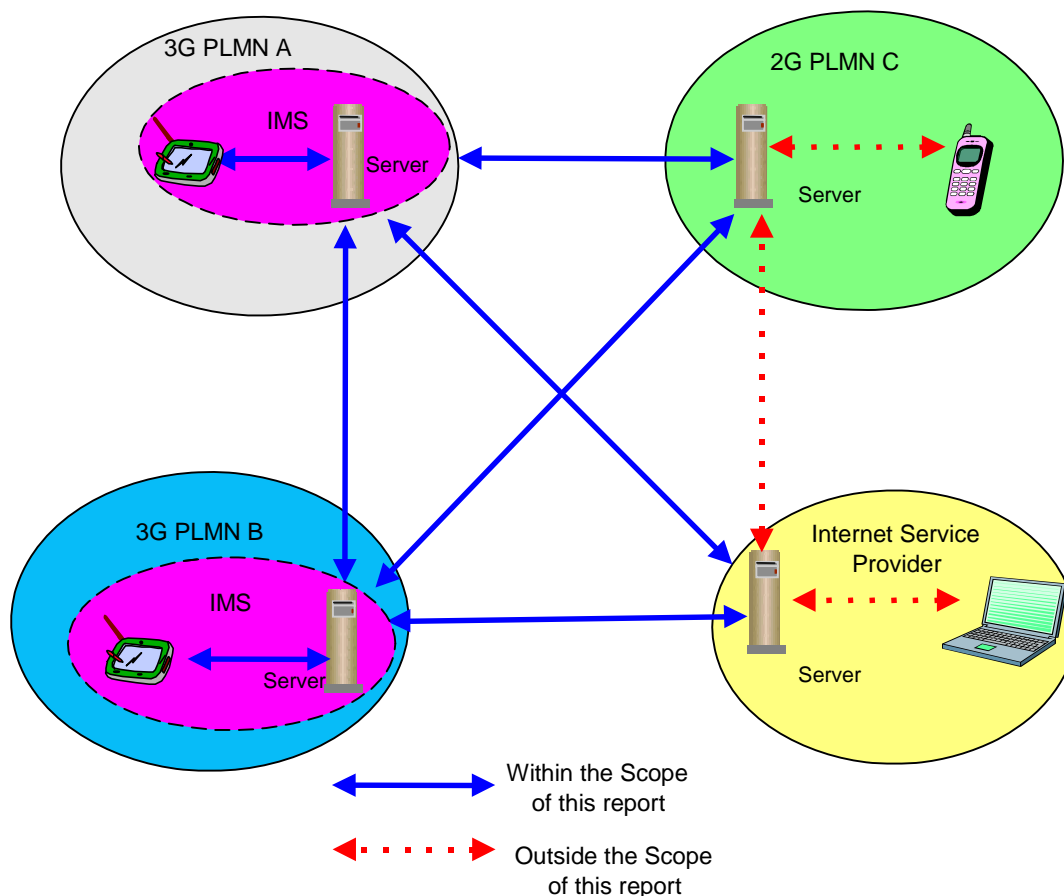 3G PLMN A
IMS
Server
2G PLMN C
Server
3G PLMN B
IMS
Server
Internet Service
Provider
Server
Within the Scope
of this report
Outside the Scope
of this report